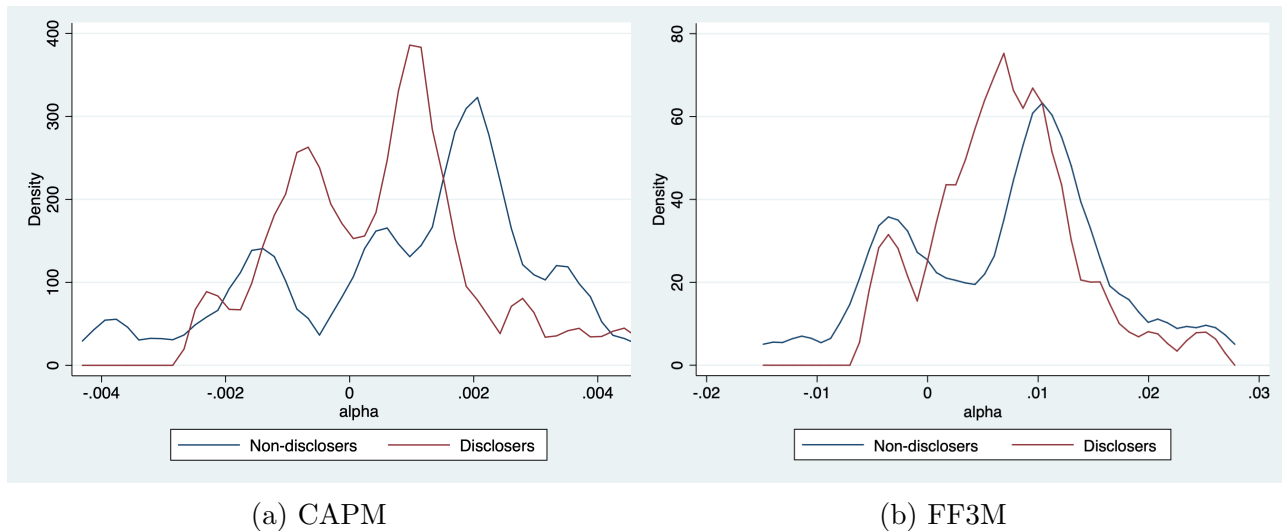 400
300
200
100
0
Density
-.004 -.002 0 .002 .004
alpha
Non-disclosers Disclosers
80
60
40
20
0
Density
-.02 -.01 0 .01 .02 .03
alpha
Non-disclosers Disclosers
(a) CAPM
(b) FF3M